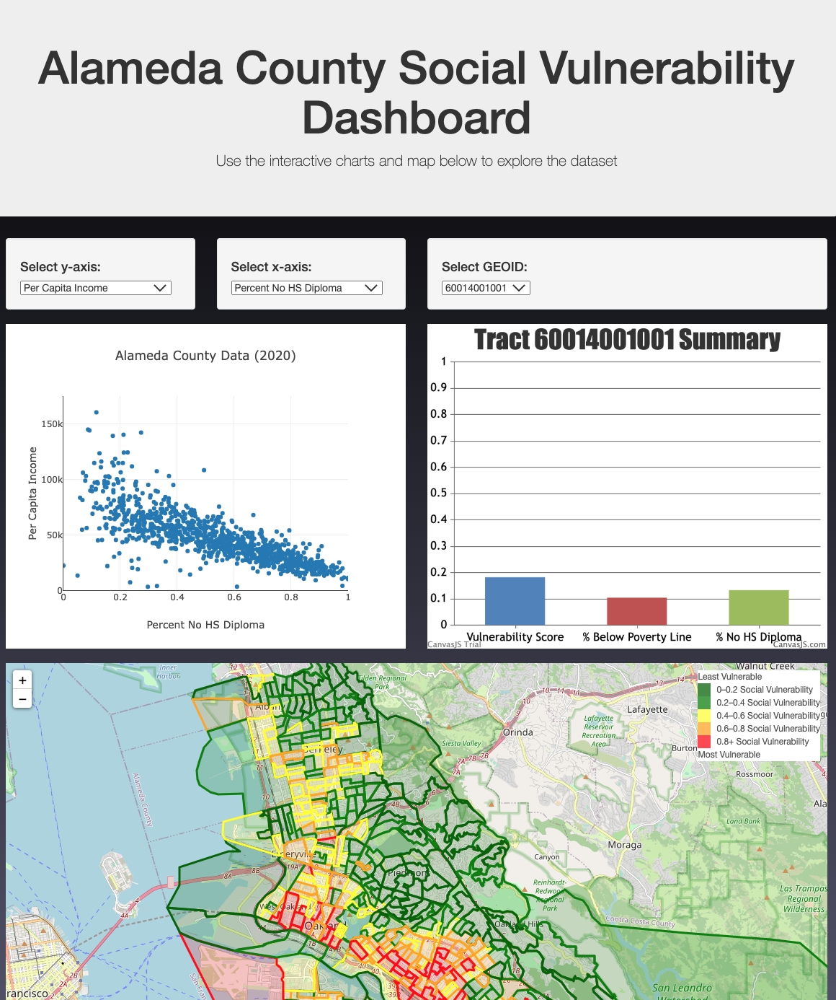 Alameda County Social Vulnerability
Dashboard
Use the interactive charts and map below to explore the dataset
Select y-axis:
Per Capita Income
Select x-axis:
Percent No HS Diploma
Select GEOID:
60014001001
Alameda County Data (2020)
150k
100k
50k
0
Per Capita Income
0 0.2 0.4 0.6 0.8 1
Percent No HS Diploma
Tract 60014001001 Summary
1
0.9
0.8
0.7
0.6
0.5
0.4
0.3
0.2
0.1
0
Vulnerability Score % Below Poverty Line % No HS Diploma
CanvasJS Trial
CanvasJS.com
+
−
Inner
Harbor
Tilden Regional
Park
Walnut Creek
Least Vulnerable
0–0.2 Social Vulnerability
0.2–0.4 Social Vulnerability
0.4–0.6 Social Vulnerability
0.6–0.8 Social Vulnerability
0.8+ Social Vulnerability
Most Vulnerable
Lafayette
Lafayette
Reservoir
Recreation
Area
Orinda
Siesta Valley
Burton
Rossmoor
Berkeley
Alameda County
Land Bank
Moraga
Canyon
Emeryville
Piedmont
Reinhardt-
Redwood
Regional
Park
Las Trampas
Regional
Wilderness
West Oakland
Oakland
Oakland Hills
Contra Costa County
San Leandro
rancisco